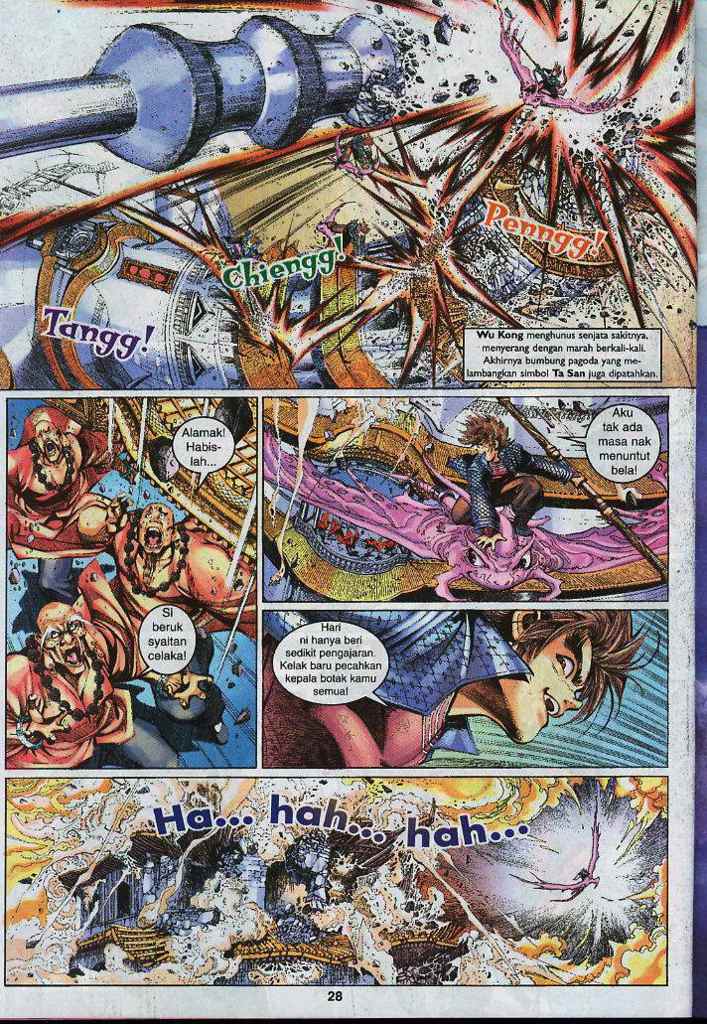 Penngg!
Chiengg!
Tangg!
Wu Kong menghunus senjata sakitnya,
menyerang dengan marah berkali-kali.
Akhirnya bumbung pagoda yang me-
lambangkan simbol Ta San juga dipatahkan.
Alamak!
Habis-
lah...
Si
beruk
syaitan
celaka!
Aku
tak ada
masa nak
menuntut
bela!
Hari
ni hanya beri
sedikit pengajaran.
Kelak baru pecahkan
kepala botak kamu
semua!
Ha... hah... hah...
28